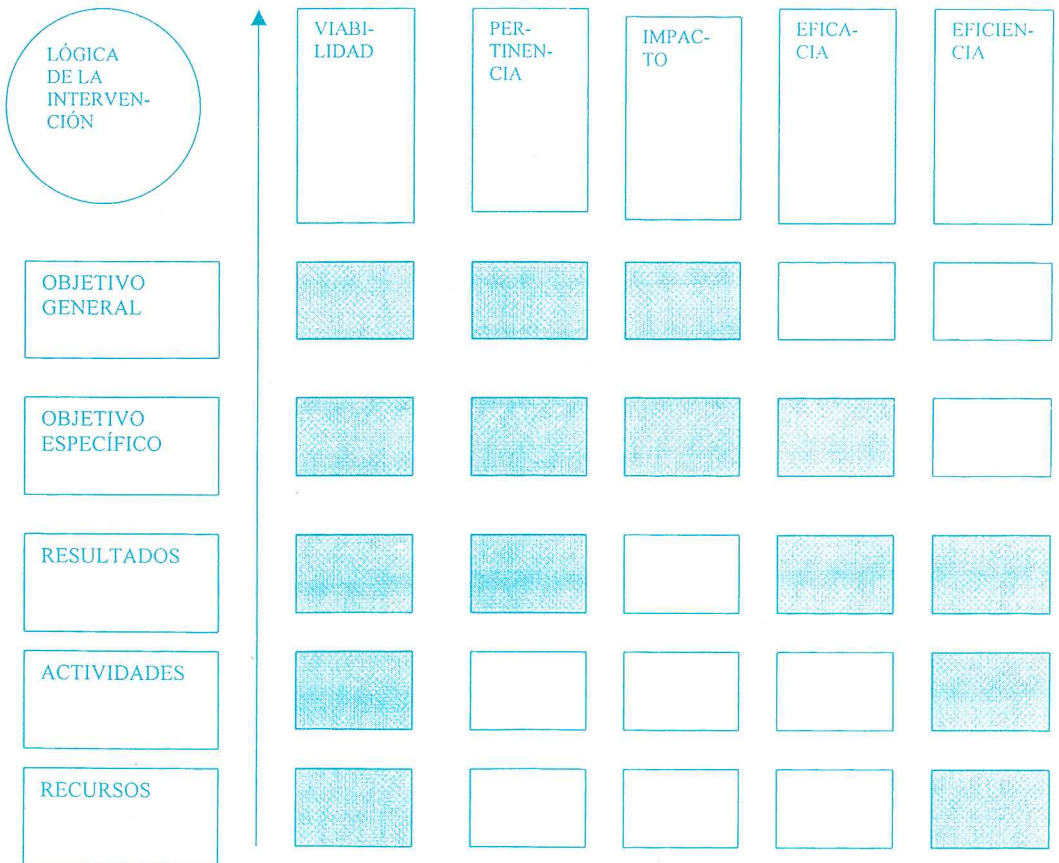 LÓGICA
DE LA
INTERVEN-
CIÓN
VIABI-
LIDAD
PER-
TINEN-
CIA
IMPAC-
TO
EFICA-
CIA
EFICIEN-
CIA
OBJETIVO
GENERAL
OBJETIVO
ESPECÍFICO
RESULTADOS
ACTIVIDADES
RECURSOS